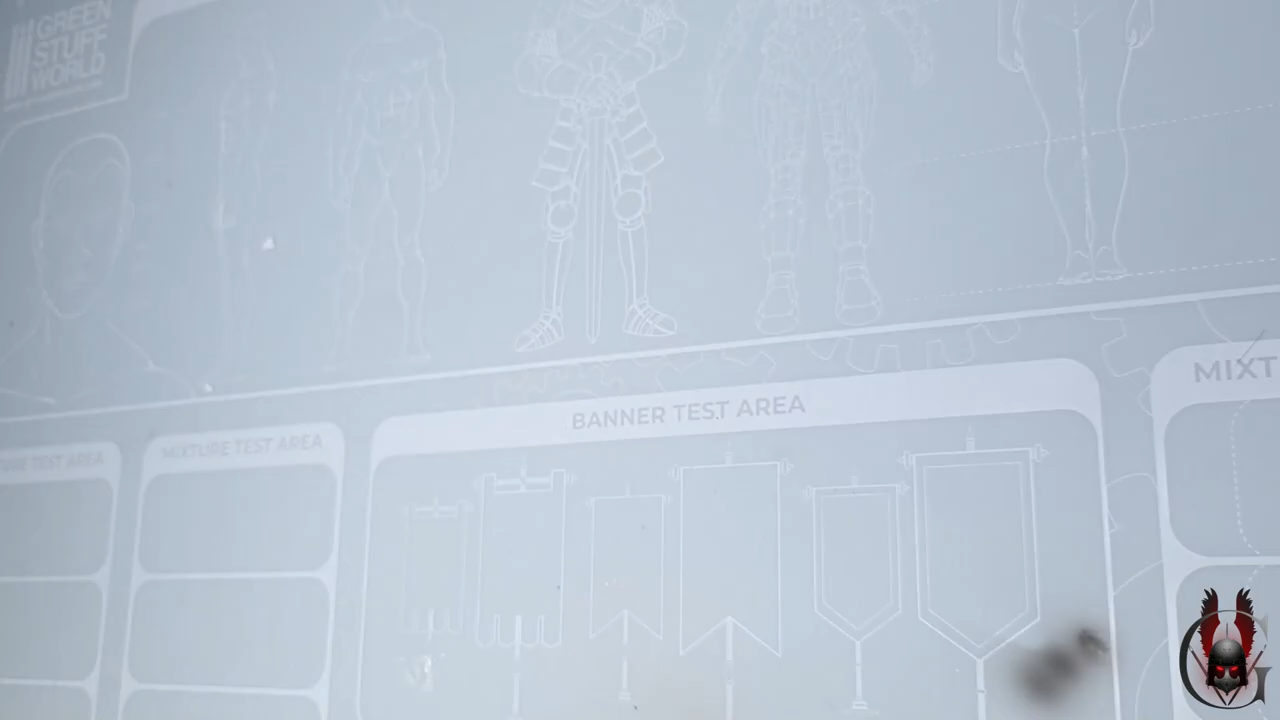 GREEN
STUFF
WORLD
TURE TEST AREA
MIXTURE TEST AREA
BANNER TEST AREA
MIXT